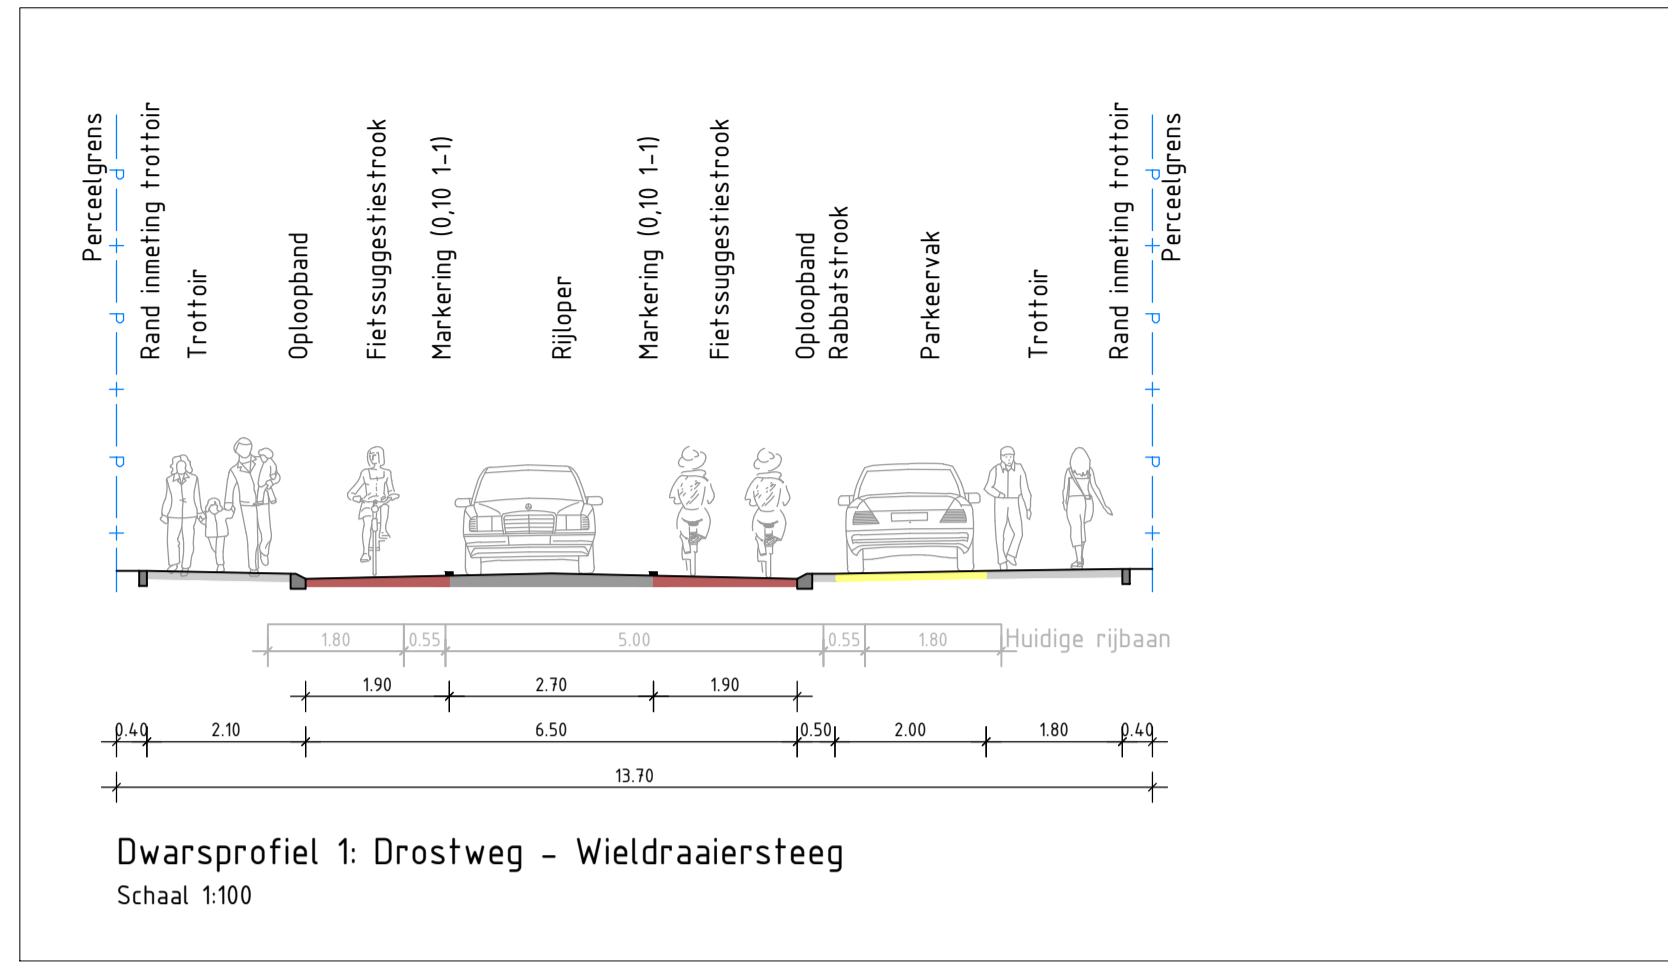 Perceelgrens
Rand inmeting trottoir
Trottoir
Oploopband
Fietssuggestiestrook
Markering (0,10 1-1)
Rijloper
Markering (0,10 1-1)
Fietssuggestiestrook
Oploopband
Rabbatstrook
Parkeervak
Trottoir
Rand inmeting trottoir
Perceelgrens
P P
P P
P P
1.80 0.55 5.00 0.55 1.80 Huidige rijbaan
1.90 2.70 1.90
0.40 2.10 6.50 0.50 2.00 1.80 0.40
13.70
Dwarsprofiel 1: Drostweg - Wieldraaiersteeg
Schaal 1:100